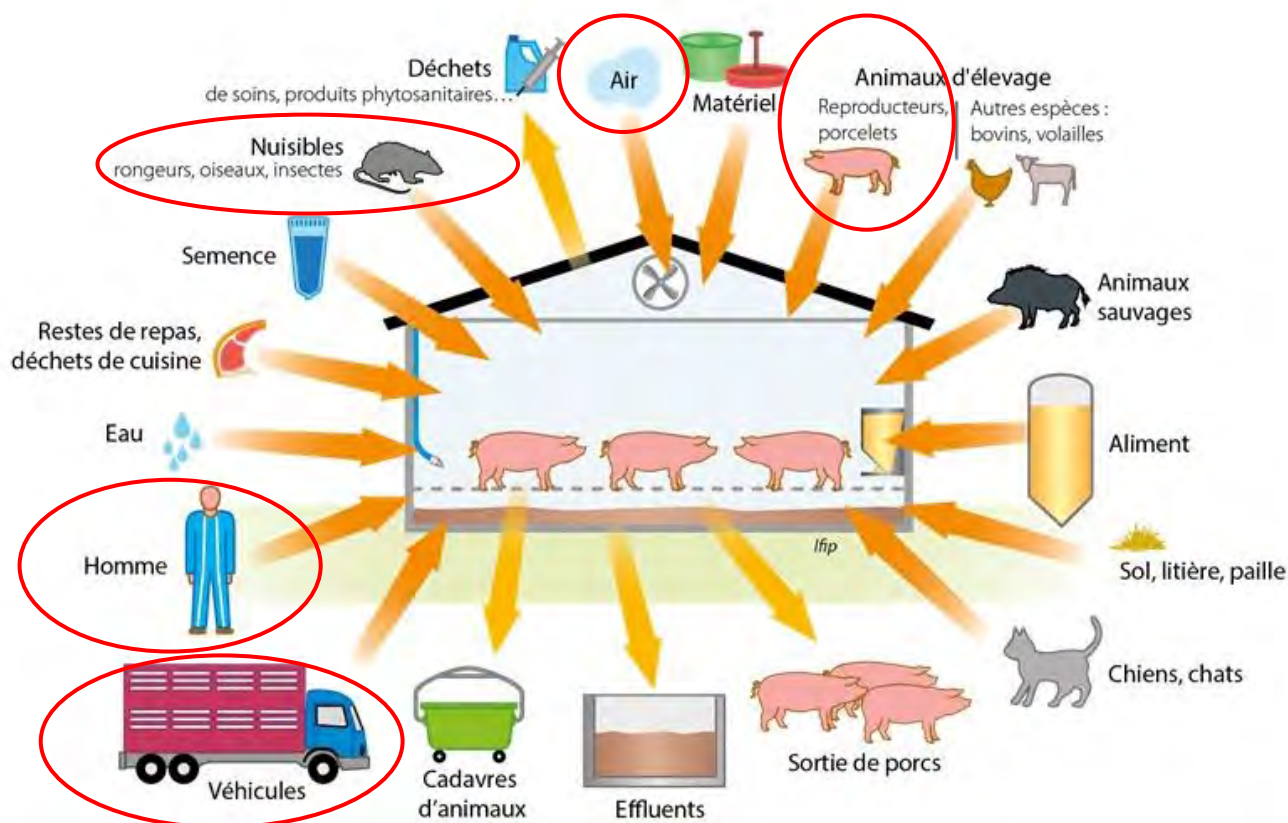 Déchets
de soins, produits phytosanitaires…
Air
Matériel
Animaux d'élevage
Reproducteurs,
porcelets
Autres espèces :
bovins, volailles
Nuisibles
rongeurs, oiseaux, insectes
Semence
Animaux
sauvages
Restes de repas,
déchets de cuisine
Eau
Aliment
Homme
Ifip
Sol, litière, paille
Chiens, chats
Véhicules
Cadavres
d'animaux
Effluents
Sortie de porcs